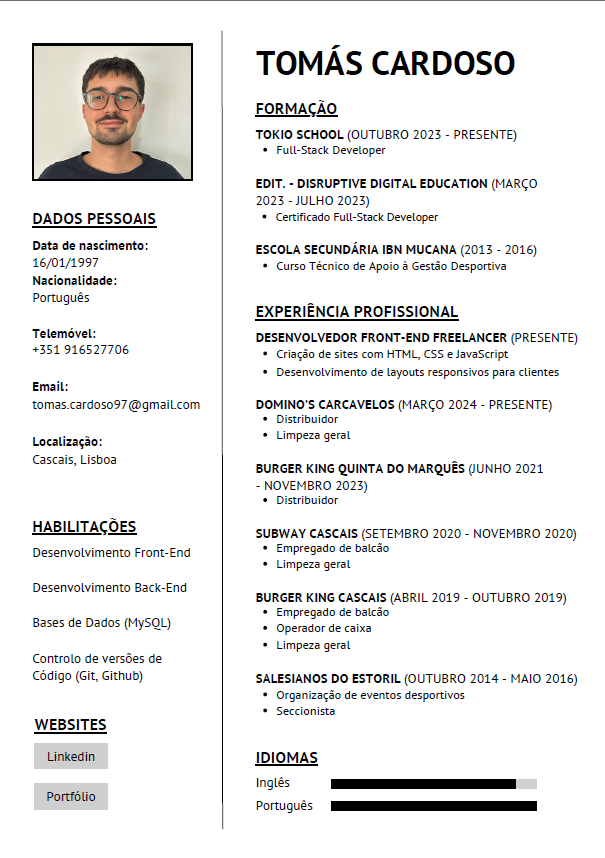 TOMÁS CARDOSO
DADOS PESSOAIS
Data de nascimento:
16/01/1997
Nacionalidade:
Português
Telemóvel:
+351 916527706
Email:
tomas.cardoso97@gmail.com
Localização:
Cascais, Lisboa
HABILITAÇÕES
Desenvolvimento Front-End
Desenvolvimento Back-End
Bases de Dados (MySQL)
Controlo de versões de
Código (Git, Github)
WEBSITES
Linkedin
Portfólio
FORMAÇÃO
TOKIO SCHOOL (OUTUBRO 2023 - PRESENTE)
• Full-Stack Developer
EDIT. - DISRUPTIVE DIGITAL EDUCATION (MARÇO
2023 - JULHO 2023)
• Certificado Full-Stack Developer
ESCOLA SECUNDÁRIA IBN MUCANA (2013 - 2016)
• Curso Técnico de Apoio à Gestão Desportiva
EXPERIÊNCIA PROFISSIONAL
DESENVOLVEDOR FRONT-END FREELANCER (PRESENTE)
• Criação de sites com HTML, CSS e JavaScript
• Desenvolvimento de layouts responsivos para clientes
DOMINO'S CARCAVELOS (MARÇO 2024 - PRESENTE)
• Distribuidor
• Limpeza geral
BURGER KING QUINTA DO MARQUÊS (JUNHO 2021
- NOVEMBRO 2023)
• Distribuidor
SUBWAY CASCAIS (SETEMBRO 2020 - NOVEMBRO 2020)
• Empregado de balcão
• Limpeza geral
BURGER KING CASCAIS (ABRIL 2019 - OUTUBRO 2019)
• Empregado de balcão
• Operador de caixa
• Limpeza geral
SALESIANOS DO ESTORIL (OUTUBRO 2014 - MAIO 2016)
• Organização de eventos desportivos
• Seccionista
IDIOMAS
Inglês
Português